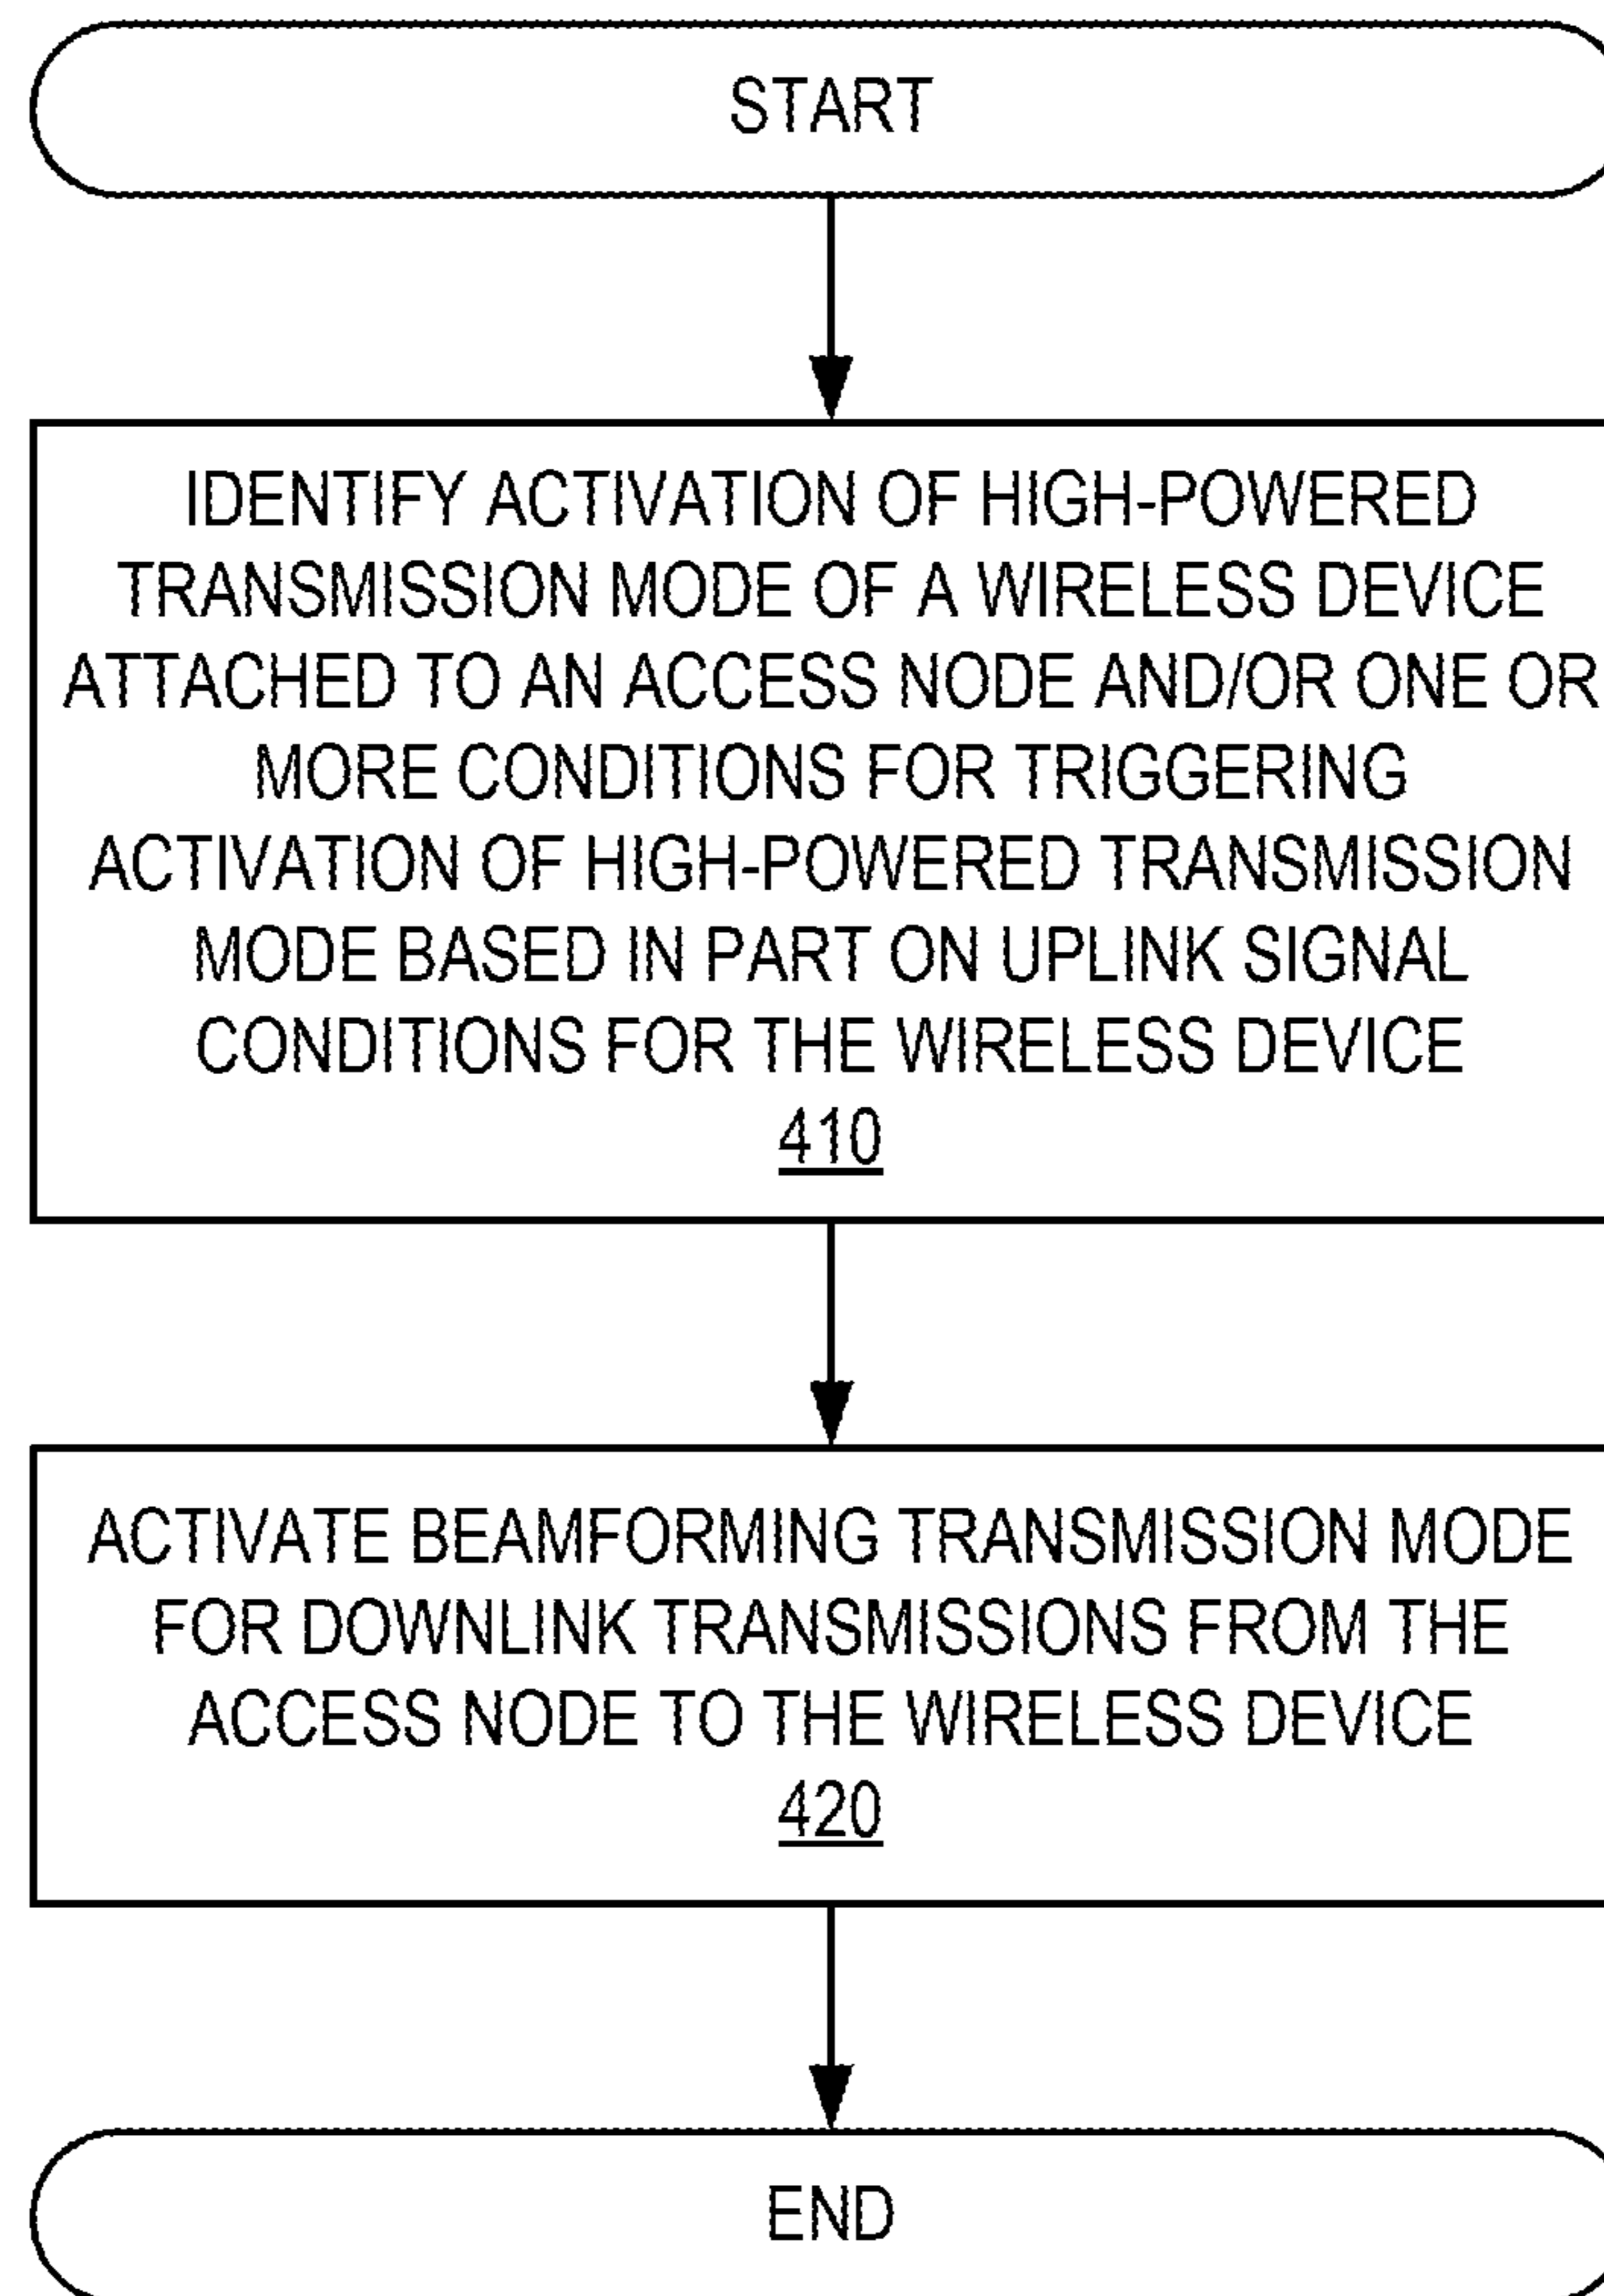 START
IDENTIFY ACTIVATION OF HIGH-POWERED
TRANSMISSION MODE OF A WIRELESS DEVICE
ATTACHED TO AN ACCESS NODE AND/OR ONE OR
MORE CONDITIONS FOR TRIGGERING
ACTIVATION OF HIGH-POWERED TRANSMISSION
MODE BASED IN PART ON UPLINK SIGNAL
CONDITIONS FOR THE WIRELESS DEVICE
410
ACTIVATE BEAMFORMING TRANSMISSION MODE
FOR DOWNLINK TRANSMISSIONS FROM THE
ACCESS NODE TO THE WIRELESS DEVICE
420
END